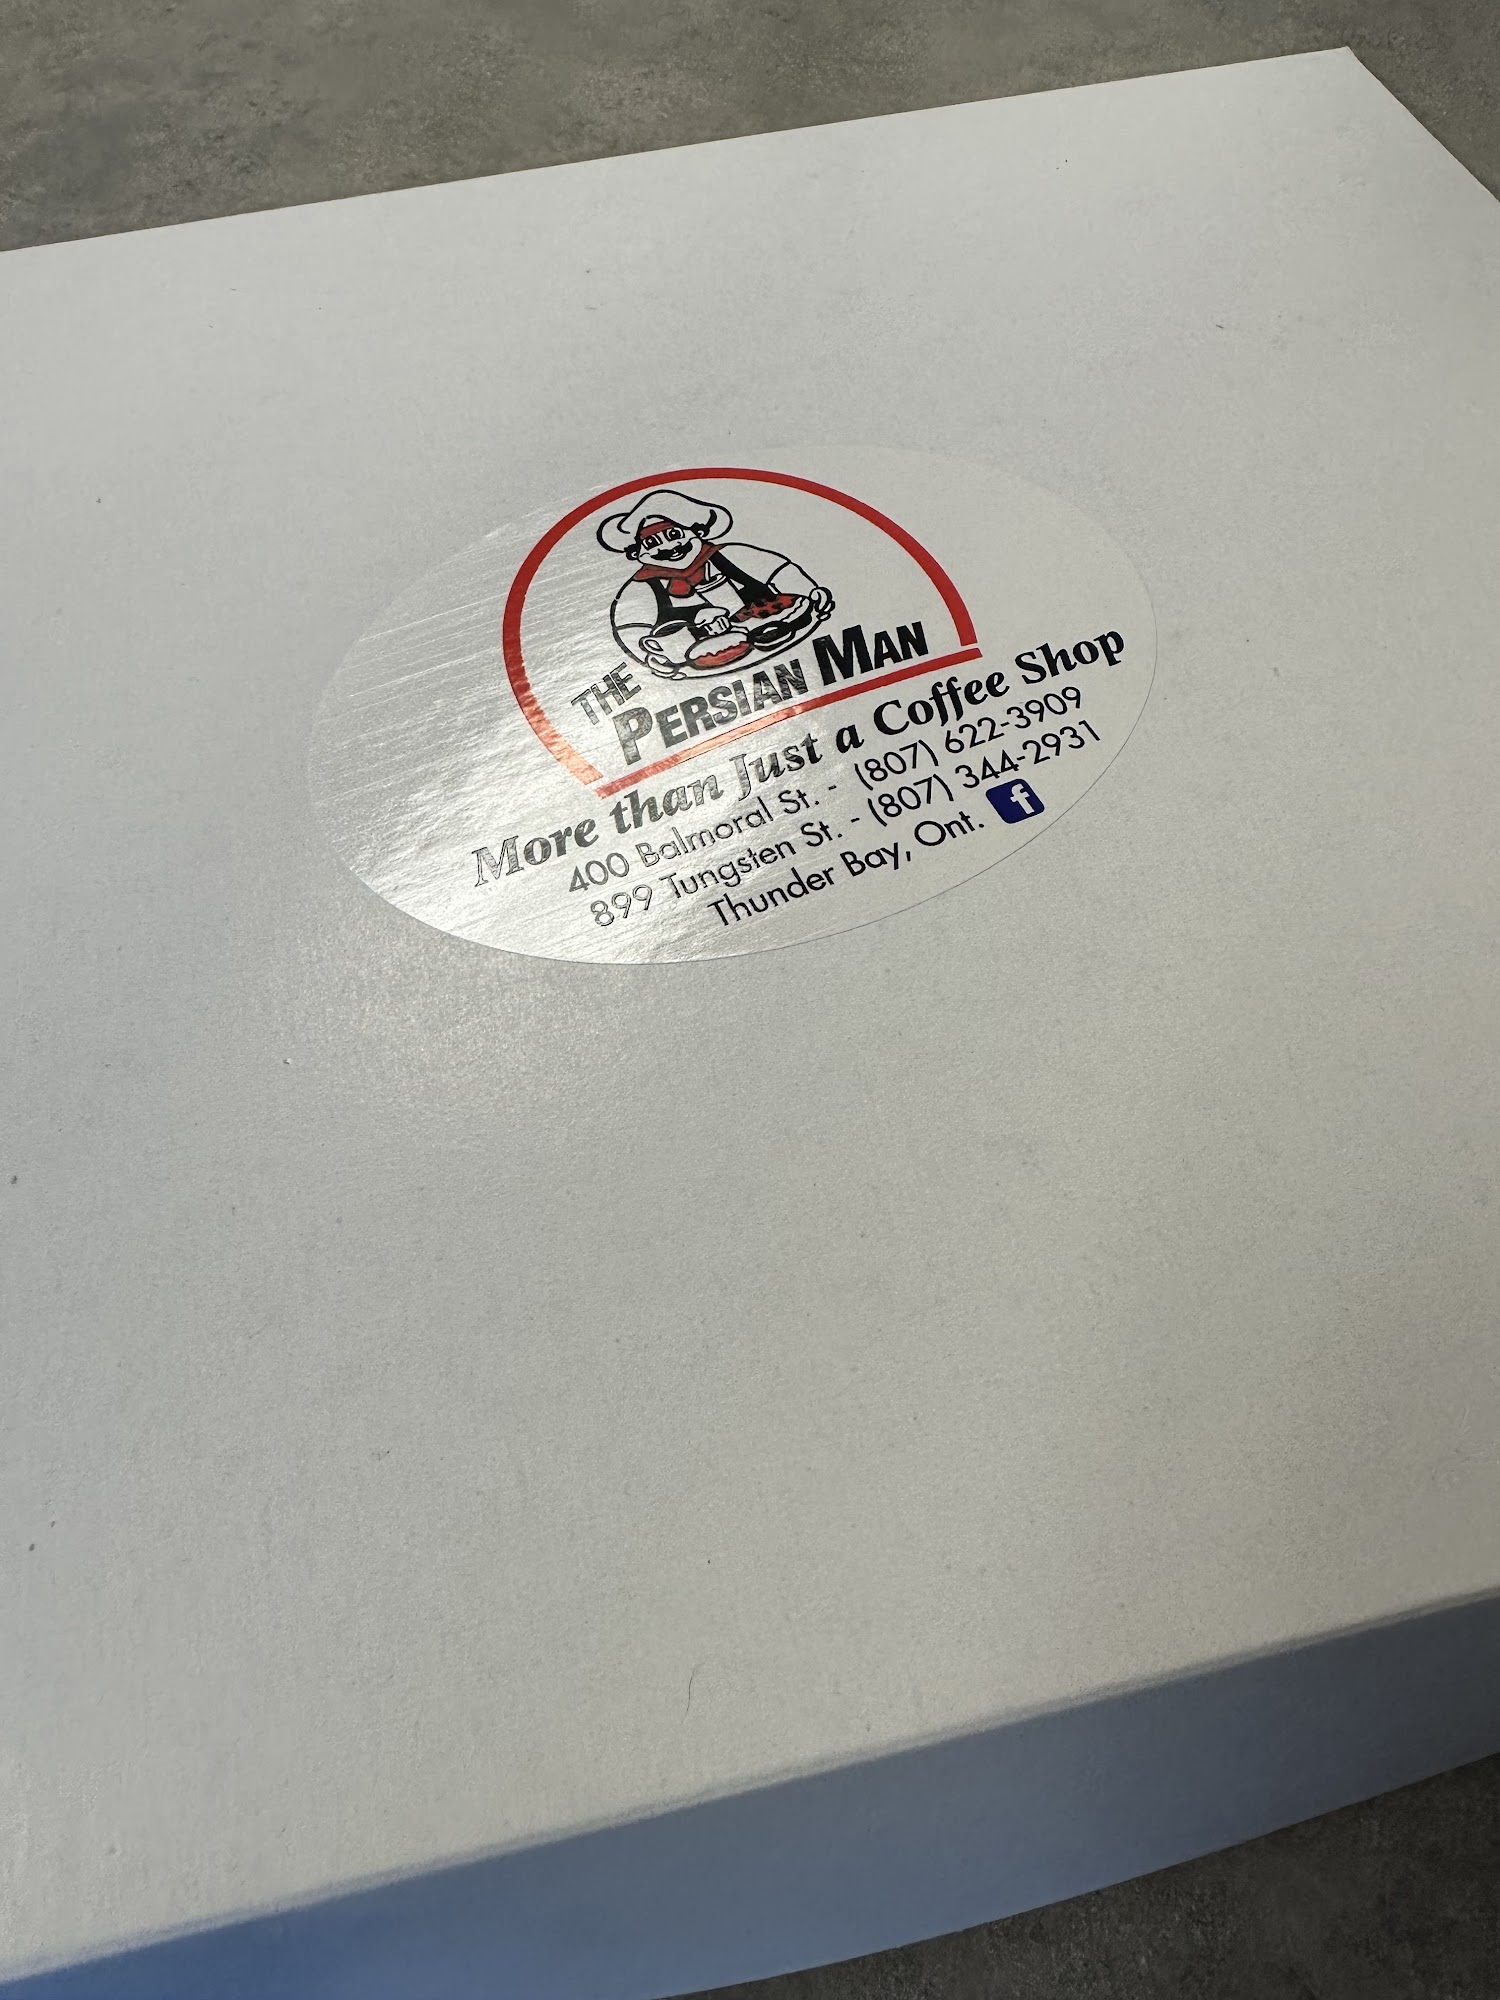 THE
PERSIAN MAN
More than Just a Coffee Shop
400 Balmoral St. - (807) 622-3909
899 Tungsten St. - (807) 344-2931
Thunder Bay, Ont. f